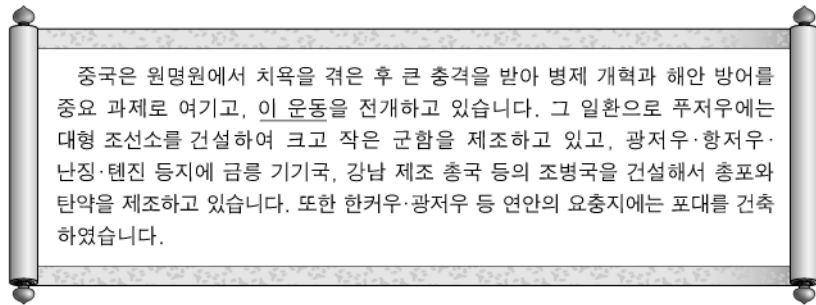 중국은 원명원에서 치욕을 겪은 후 큰 충격을 받아 병제 개혁과 해안 방어를
중요 과제로 여기고, 이 운동을 전개하고 있습니다. 그 일환으로 푸저우에는
대형 조선소를 건설하여 크고 작은 군함을 제조하고 있고, 광저우·항저우·
난징·톈진 등지에 금릉 기기국, 강남 제조 총국 등의 조병국을 건설해서 총포와
탄약을 제조하고 있습니다. 또한 한커우·광저우 등 연안의 요충지에는 포대를 건축
하였습니다.